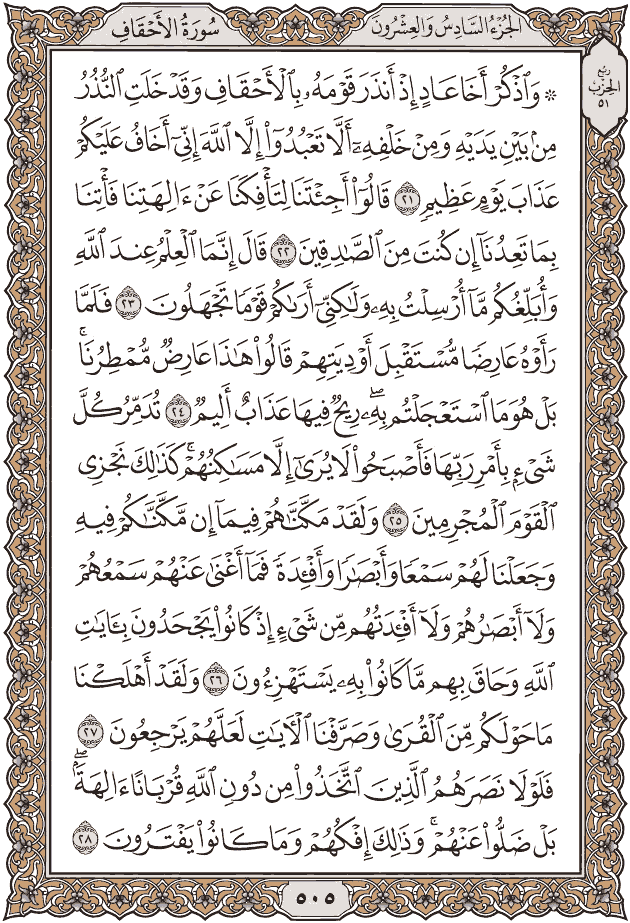 الجزء السادس والعشرون
سورة الأحقاف
ربع
الحزب
٥١
۞ وَٱذۡكُرۡ أَخَا عَادٍ إِذۡ أَنذَرَ قَوۡمَهُۥ بِٱلۡأَحۡقَافِ وَقَدۡ خَلَتِ ٱلنُّذُرُ
مِنۢ بَيۡنِ يَدَيۡهِ وَمِنۡ خَلۡفِهِۦٓ أَلَّا تَعۡبُدُوٓاْ إِلَّا ٱللَّهَ إِنِّيٓ أَخَافُ عَلَيۡكُمۡ
عَذَابَ يَوۡمٍ عَظِيمٖ ٢١ قَالُوٓاْ أَجِئۡتَنَا لِتَأۡفِكَنَا عَنۡ ءَالِهَتِنَا فَأۡتِنَا
بِمَا تَعِدُنَآ إِن كُنتَ مِنَ ٱلصَّٰدِقِينَ ٢٢ قَالَ إِنَّمَا ٱلۡعِلۡمُ عِندَ ٱللَّهِ
وَأُبَلِّغُكُم مَّآ أُرۡسِلۡتُ بِهِۦ وَلَٰكِنِّيٓ أَرَىٰكُمۡ قَوۡمٗا تَجۡهَلُونَ ٢٣ فَلَمَّا
رَأَوۡهُ عَارِضٗا مُّسۡتَقۡبِلَ أَوۡدِيَتِهِمۡ قَالُواْ هَٰذَا عَارِضٞ مُّمۡطِرُنَاۚ
بَلۡ هُوَ مَا ٱسۡتَعۡجَلۡتُم بِهِۦۖ رِيحٞ فِيهَا عَذَابٌ أَلِيمٞ ٢٤ تُدَمِّرُ كُلَّ
شَيۡءِۭ بِأَمۡرِ رَبِّهَا فَأَصۡبَحُواْ لَا يُرَىٰٓ إِلَّا مَسَٰكِنُهُمۡۚ كَذَٰلِكَ نَجۡزِي
ٱلۡقَوۡمَ ٱلۡمُجۡرِمِينَ ٢٥ وَلَقَدۡ مَكَّنَّٰهُمۡ فِيمَآ إِن مَّكَّنَّٰكُمۡ فِيهِ
وَجَعَلۡنَا لَهُمۡ سَمۡعٗا وَأَبۡصَٰرٗا وَأَفۡـِٔدَةٗ فَمَآ أَغۡنَىٰ عَنۡهُمۡ سَمۡعُهُمۡ
وَلَآ أَبۡصَٰرُهُمۡ وَلَآ أَفۡـِٔدَتُهُم مِّن شَيۡءٍ إِذۡ كَانُواْ يَجۡحَدُونَ بِـَٔايَٰتِ
ٱللَّهِ وَحَاقَ بِهِم مَّا كَانُواْ بِهِۦ يَسۡتَهۡزِءُونَ ٢٦ وَلَقَدۡ أَهۡلَكۡنَا
مَا حَوۡلَكُم مِّنَ ٱلۡقُرَىٰ وَصَرَّفۡنَا ٱلۡأٓيَٰتِ لَعَلَّهُمۡ يَرۡجِعُونَ ٢٧
فَلَوۡلَا نَصَرَهُمُ ٱلَّذِينَ ٱتَّخَذُواْ مِن دُونِ ٱللَّهِ قُرۡبَانًا ءَالِهَةَۢۖ
بَلۡ ضَلُّواْ عَنۡهُمۡۚ وَذَٰلِكَ إِفۡكُهُمۡ وَمَا كَانُواْ يَفۡتَرُونَ ٢٨
٥٠٥